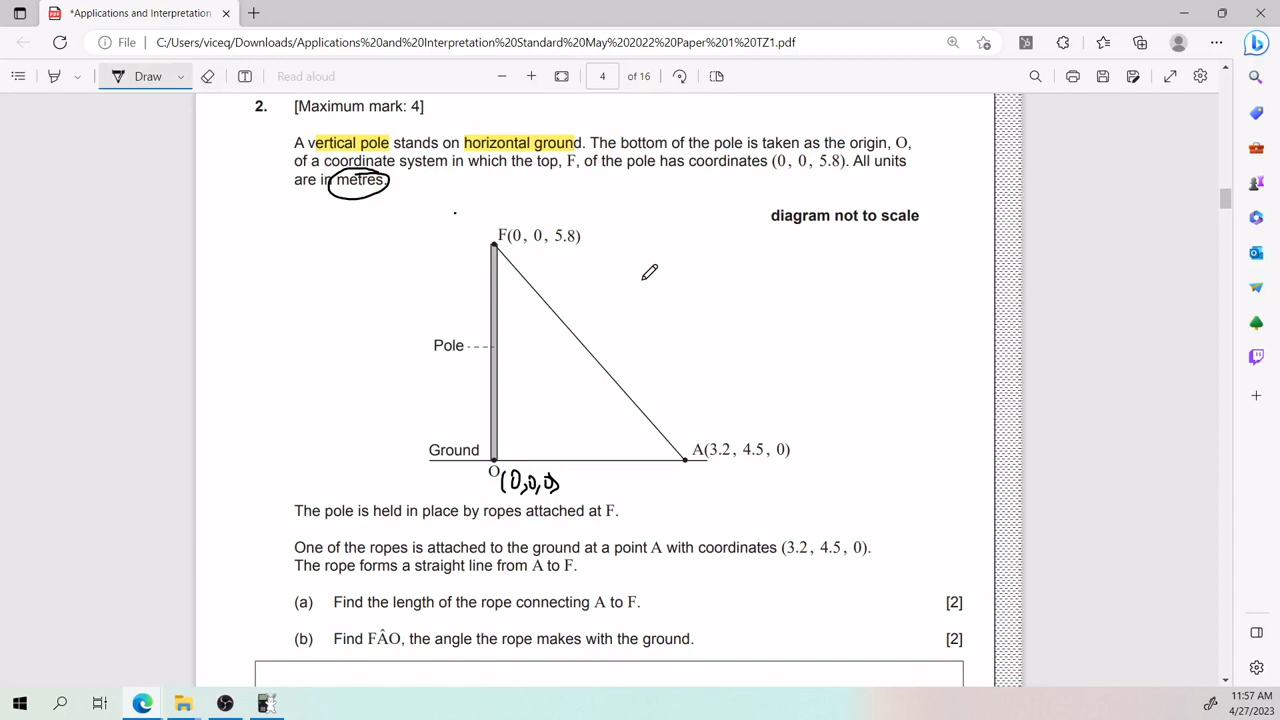 *Applications and Interpretation
File
C:/Users/viceq/Downloads/Applications%20and%20Interpretation%20Standard%20May%202022%20Paper%201%20TZ1.pdf
Draw
Read aloud
4 of 16
2. [Maximum mark: 4]
A vertical pole stands on horizontal ground. The bottom of the pole is taken as the origin, O,
of a coordinate system in which the top, F, of the pole has coordinates (0, 0, 5.8). All units
are in metres.
diagram not to scale
F(0, 0, 5.8)
Pole
Ground
A(3.2, 4.5, 0)
O
(0,0,0)
The pole is held in place by ropes attached at F.
One of the ropes is attached to the ground at a point A with coordinates (3.2, 4.5, 0).
The rope forms a straight line from A to F.
(a) Find the length of the rope connecting A to F. [2]
(b) Find FÂO, the angle the rope makes with the ground. [2]
11:57 AM
4/27/2023